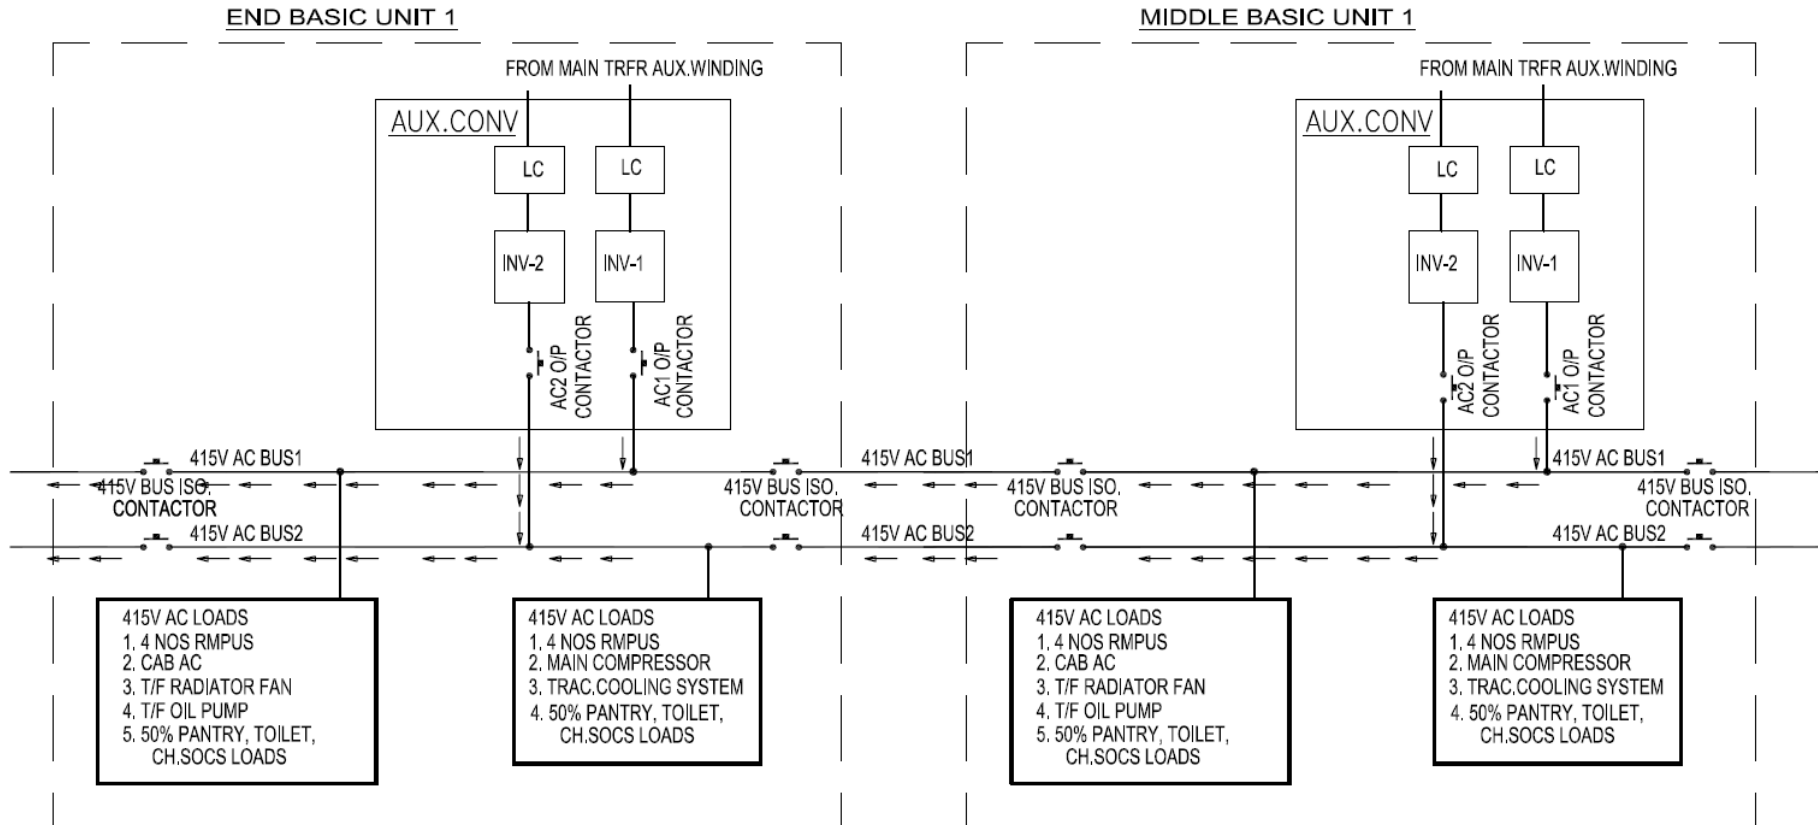 END BASIC UNIT 1
MIDDLE BASIC UNIT 1
FROM MAIN TRFR AUX.WINDING
AUX.CONV
LC
LC
INV-2
INV-1
AC2 O/P
CONTACTOR
AC1 O/P
CONTACTOR
FROM MAIN TRFR AUX.WINDING
AUX.CONV
LC
LC
INV-2
INV-1
AC2 O/P
CONTACTOR
AC1 O/P
CONTACTOR
415V AC BUS1
415V AC BUS1
415V AC BUS1
415V BUS ISO.
CONTACTOR
415V BUS ISO.
CONTACTOR
415V BUS ISO.
CONTACTOR
415V BUS ISO.
CONTACTOR
415V AC BUS2
415V AC BUS2
415V AC BUS2
415V AC LOADS
1. 4 NOS RMPUS
2. CAB AC
3. T/F RADIATOR FAN
4. T/F OIL PUMP
5. 50% PANTRY, TOILET,
CH.SOCS LOADS
415V AC LOADS
1. 4 NOS RMPUS
2. MAIN COMPRESSOR
3. TRAC.COOLING SYSTEM
4. 50% PANTRY, TOILET,
CH.SOCS LOADS
415V AC LOADS
1. 4 NOS RMPUS
2. CAB AC
3. T/F RADIATOR FAN
4. T/F OIL PUMP
5. 50% PANTRY, TOILET,
CH.SOCS LOADS
415V AC LOADS
1. 4 NOS RMPUS
2. MAIN COMPRESSOR
3. TRAC.COOLING SYSTEM
4. 50% PANTRY, TOILET,
CH.SOCS LOADS